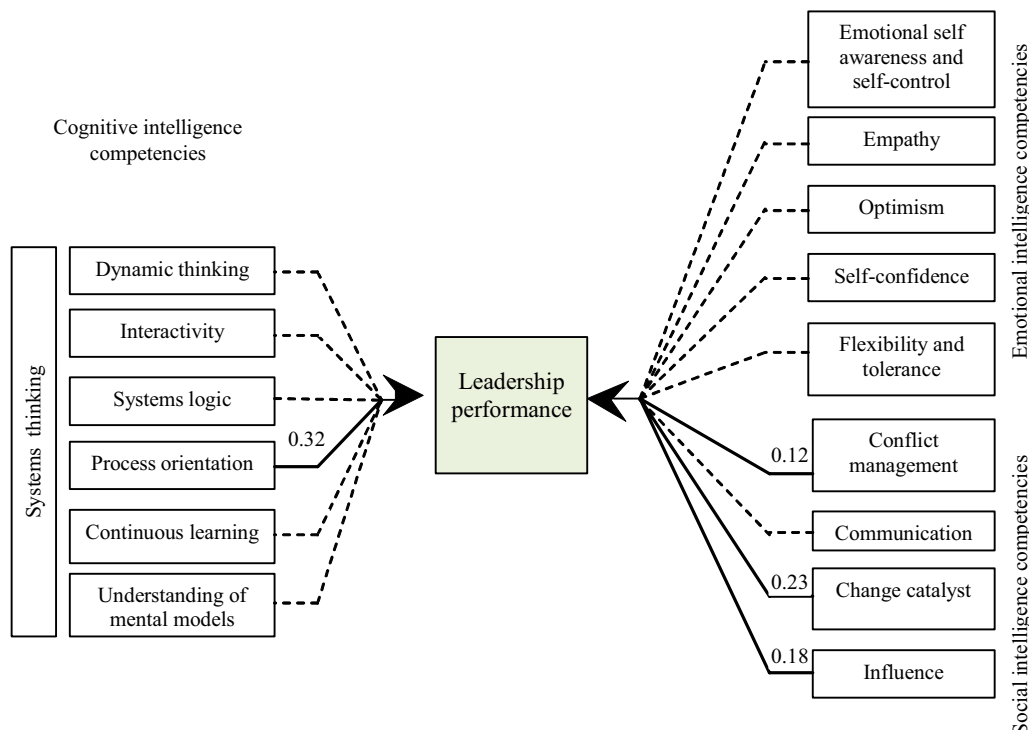 Cognitive intelligence
competencies
Systems thinking
Dynamic thinking
Interactivity
Systems logic
Process orientation
Continuous learning
Understanding of
mental models
0.32
Leadership
performance
Emotional self
awareness and
self-control
Empathy
Optimism
Self-confidence
Flexibility and
tolerance
Emotional intelligence competencies
0.12
Conflict
management
Communication
0.23
Change catalyst
0.18
Influence
Social intelligence competencies